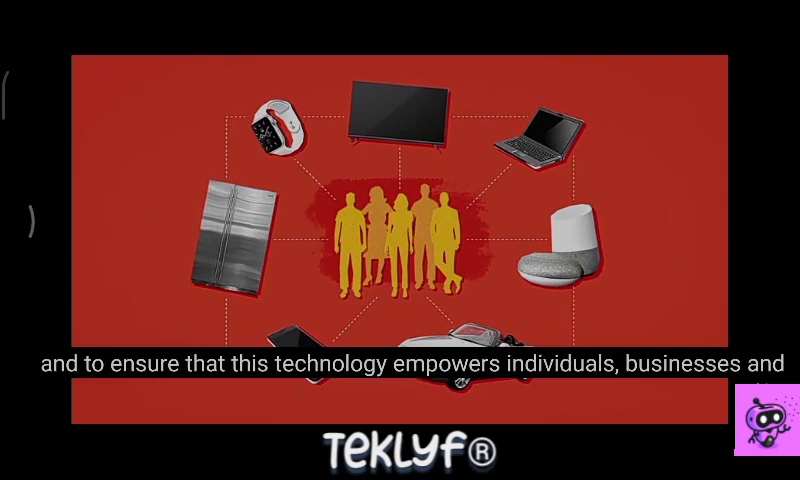 and to ensure that this technology empowers individuals, businesses and
TEKLYF®